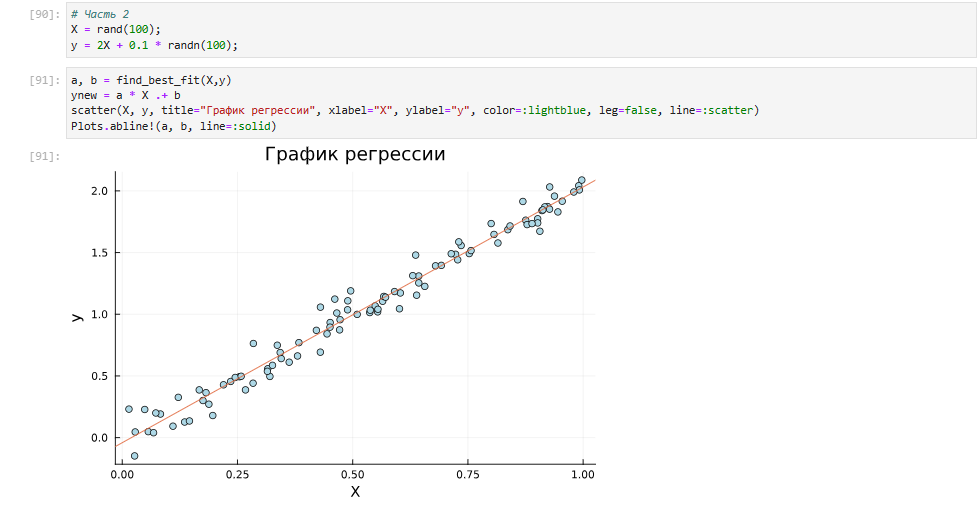 [90]: # Часть 2
X = rand(100);
y = 2X + 0.1 * randn(100);
[91]: a, b = find_best_fit(X,y)
ynew = a * X .+ b
scatter(X, y, title="График регрессии", xlabel="X", ylabel="y", color=:lightblue, leg=false, line=:scatter)
Plots.abline!(a, b, line=:solid)
[91]:
График регрессии
2.0
1.5
1.0
0.5
0.0
y
0.00 0.25 0.50 0.75 1.00
X